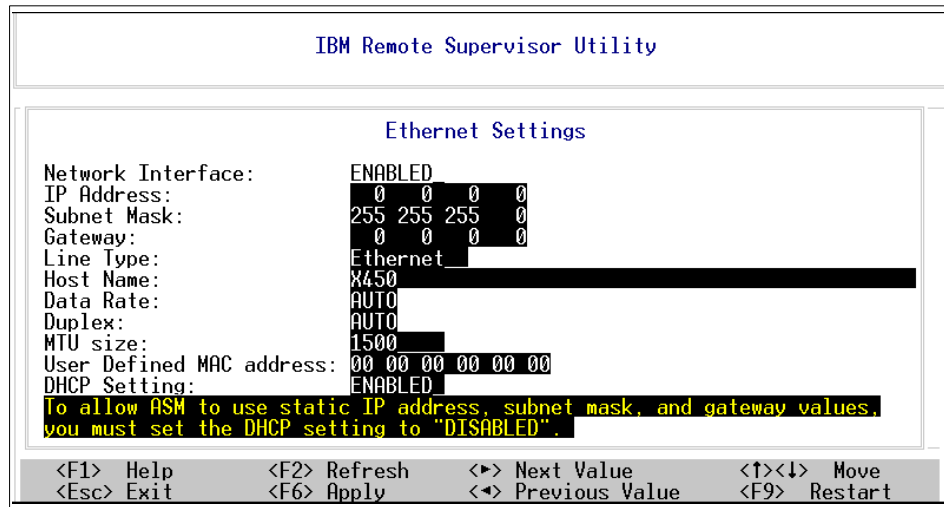 IBM Remote Supervisor Utility
Ethernet Settings
Network Interface: ENABLED_
IP Address: 0 0 0 0
Subnet Mask: 255 255 255 0
Gateway: 0 0 0 0
Line Type: Ethernet__
Host Name: X450
Data Rate: AUTO
Duplex: AUTO
MTU size: 1500____
User Defined MAC address: 00 00 00 00 00 00
DHCP Setting: ENABLED_
To allow ASM to use static IP address, subnet mask, and gateway values,
you must set the DHCP setting to "DISABLED".
<F1> Help <F2> Refresh <►> Next Value <↑><↓> Move
<Esc> Exit <F6> Apply <◄> Previous Value <F9> Restart